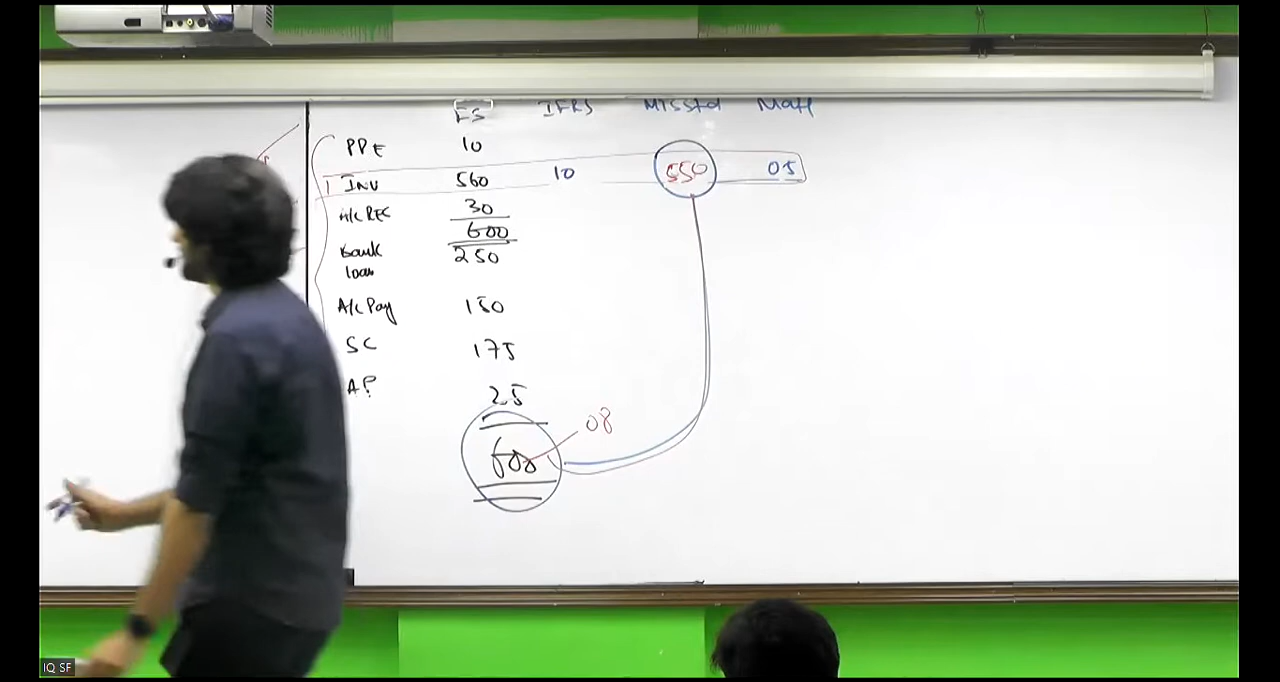 FS IFRS Misstd Matl
PPE 10
INV 560 10 550 05
A/c REC 30
600
Bank loan 250
A/c Pay 150
SC 175
AP 25
600 08
IQ SF